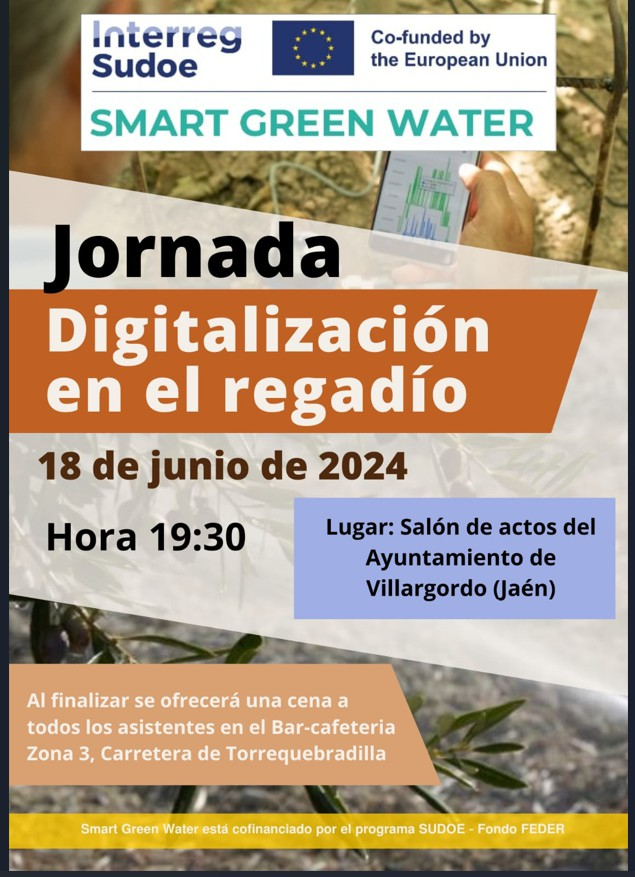 Interreg
Sudoe
Co-funded by
the European Union
SMART GREEN WATER
Jornada
Digitalización
en el regadío
18 de junio de 2024
Hora 19:30
Lugar: Salón de actos del
Ayuntamiento de
Villargordo (Jaén)
Al finalizar se ofrecerá una cena a
todos los asistentes en el Bar-cafeteria
Zona 3, Carretera de Torrequebradilla
Smart Green Water está cofinanciado por el programa SUDOE - Fondo FEDER